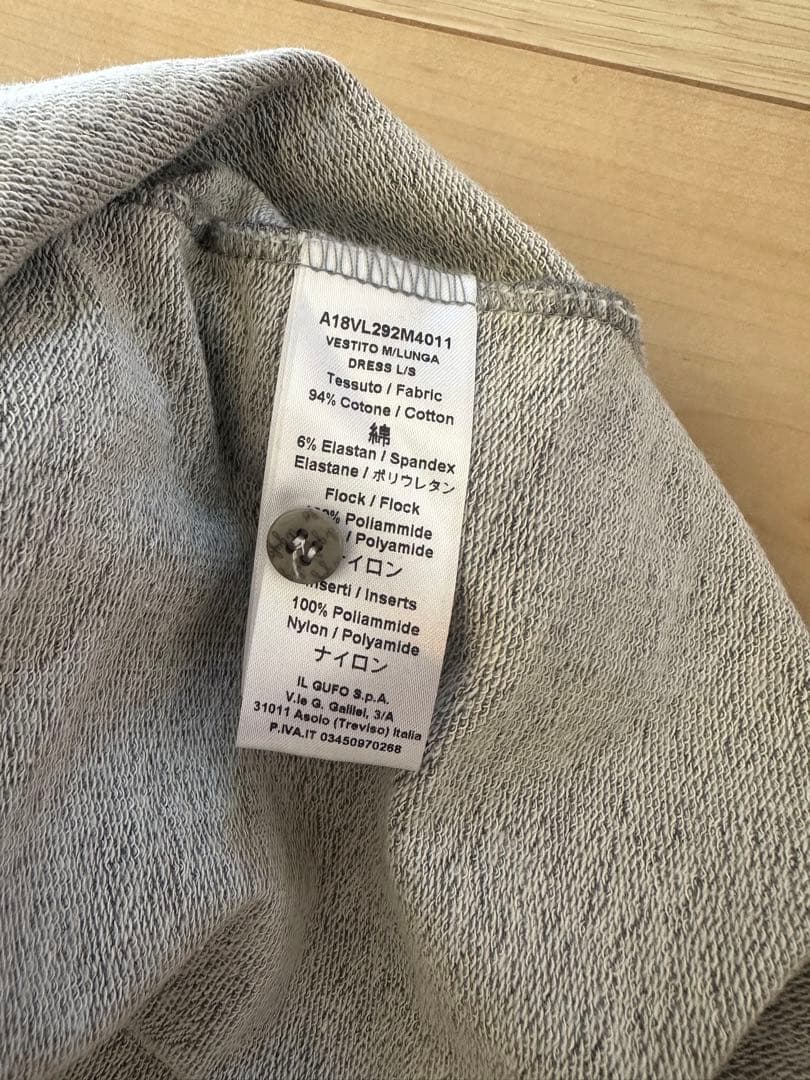 A18VL292M4011
VESTITO M/LUNGA
DRESS L/S
Tessuto / Fabric
94% Cotone / Cotton
綿
6% Elastan / Spandex
Elastane / ポリウレタン
Flock / Flock
% Poliammide
/ Polyamide
イロン
nserti / Inserts
100% Poliammide
Nylon / Polyamide
ナイロン
IL GUFO S.p.A.
V.le G. Galilei, 3/A
31011 Asolo (Treviso) Italia
P.IVA.IT 03450970268